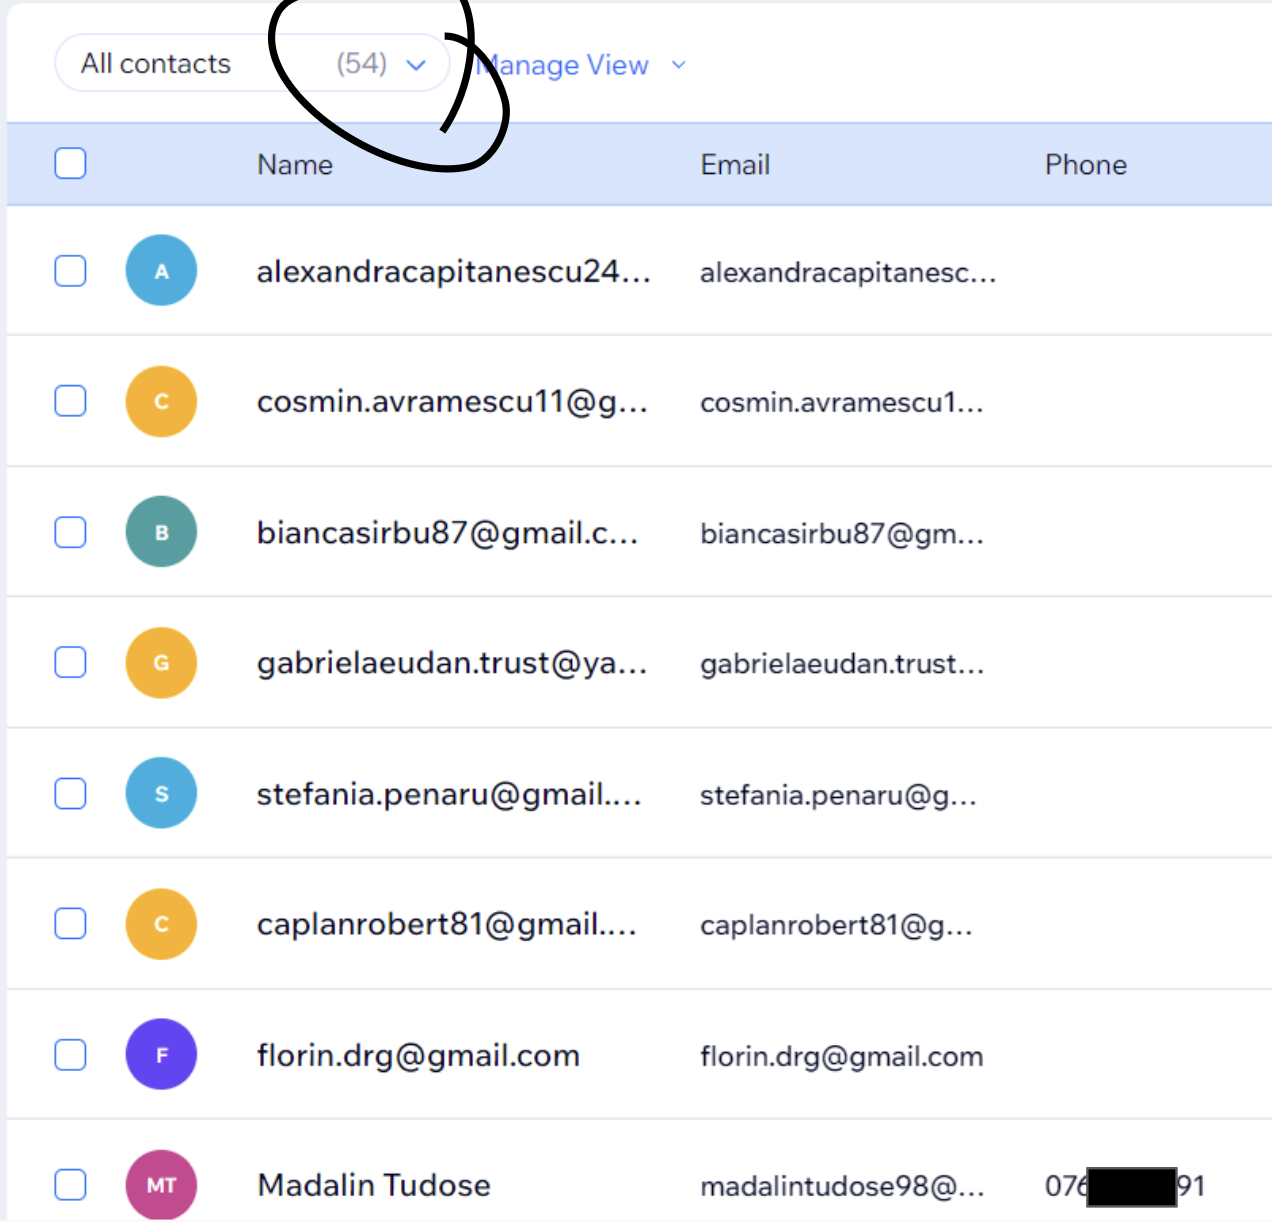 All contacts (54) Manage View
Name Email Phone
A alexandracapitanescu24... alexandracapitanesc...
C cosmin.avramescu11@g... cosmin.avramescu1...
B biancasirbu87@gmail.c... biancasirbu87@gm...
G gabrielaeudan.trust@ya... gabrielaeudan.trust...
S stefania.penaru@gmail.... stefania.penaru@g...
C caplanrobert81@gmail.... caplanrobert81@g...
F florin.drg@gmail.com florin.drg@gmail.com
MT Madalin Tudose madalintudose98@... 076 91